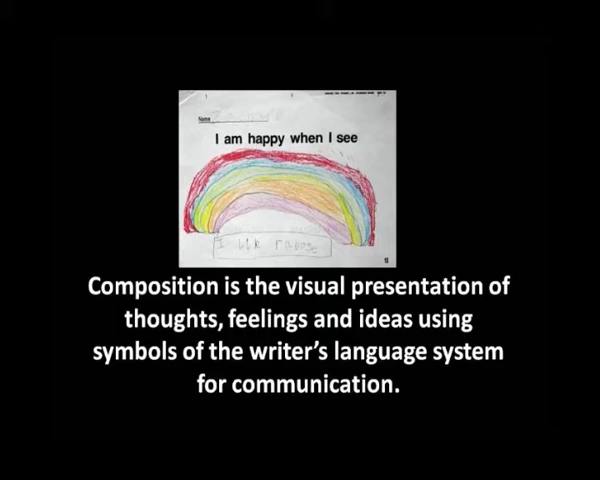 Name
I am happy when I see
I
Composition is the visual presentation of
thoughts, feelings and ideas using
symbols of the writer's language system
for communication.